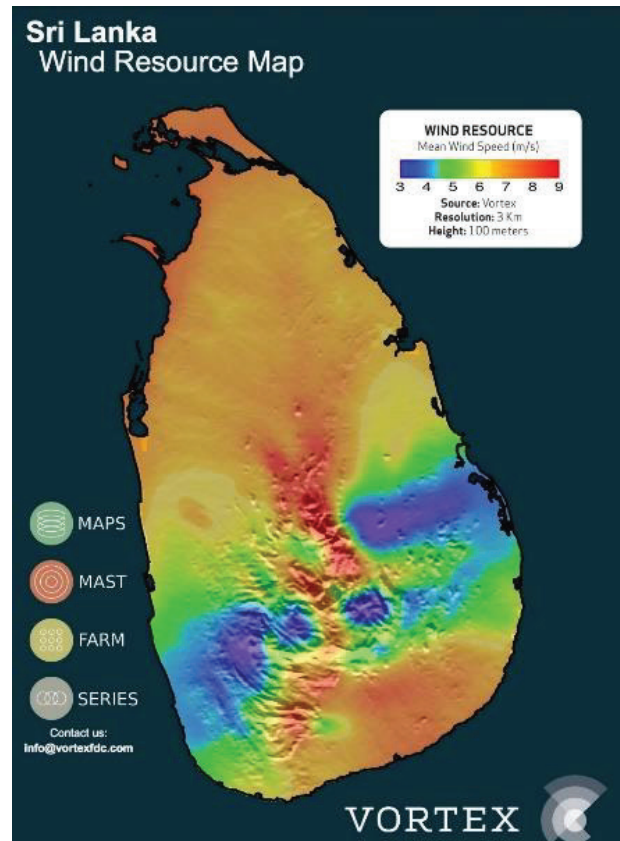 Sri Lanka
Wind Resource Map
WIND RESOURCE
Mean Wind Speed (m/s)
3 4 5 6 7 8 9
Source: Vortex
Resolution: 3 Km
Height: 100 meters
MAPS
MAST
FARM
SERIES
Contact us:
info@vortexfdc.com
VORTEX